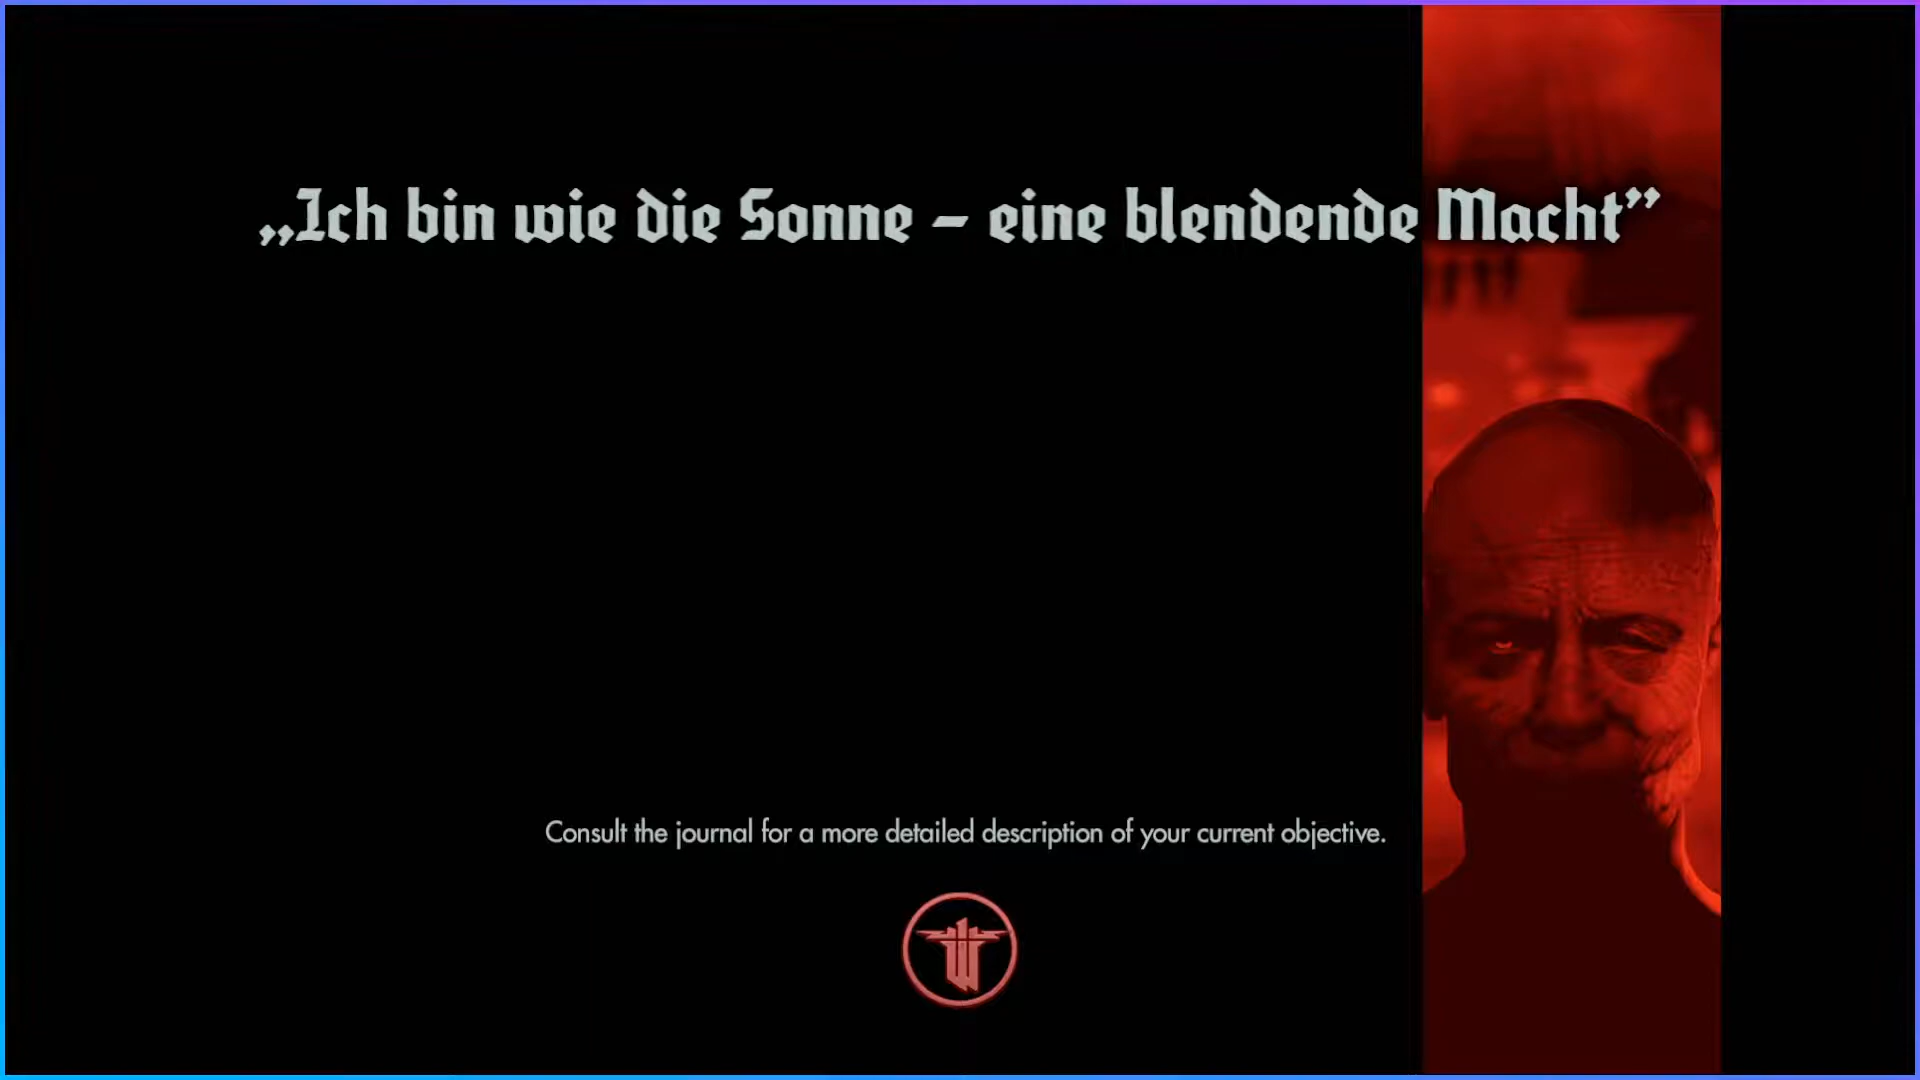 „Ich bin wie die Sonne – eine blendende Macht”
Consult the journal for a more detailed description of your current objective.